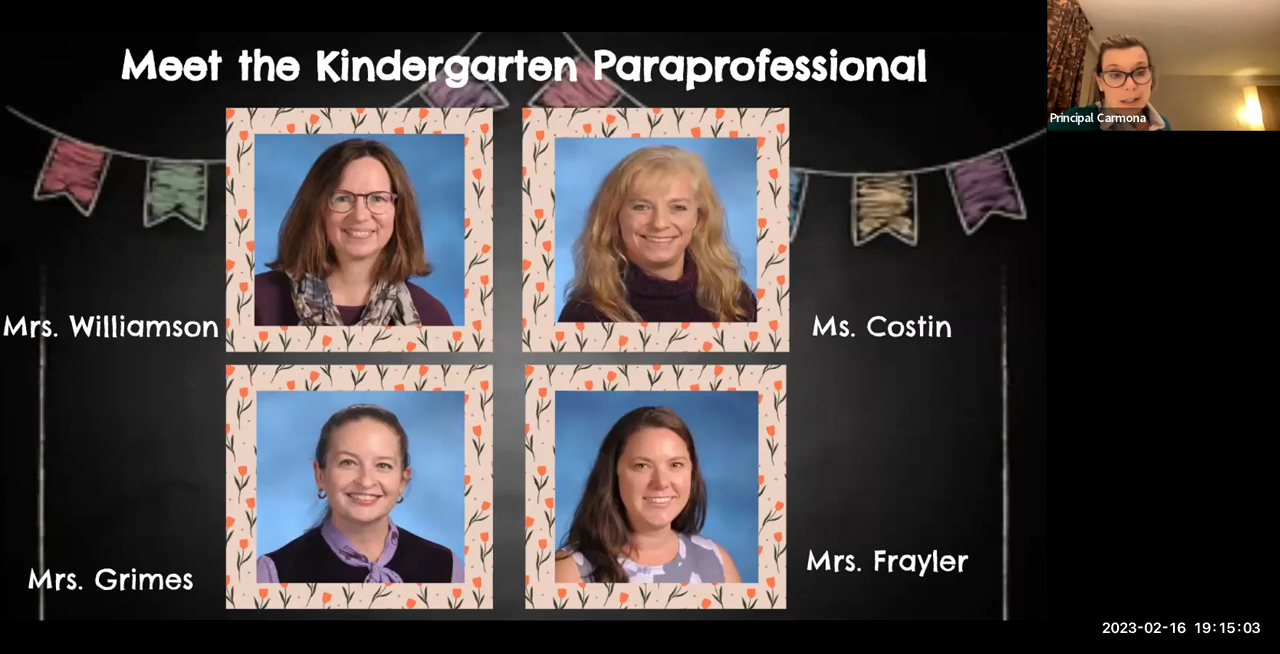 Meet the Kindergarten Paraprofessional
Principal Carmona
Mrs. Williamson
Ms. Costin
Mrs. Grimes
Mrs. Frayler
2023-02-16 19:15:03